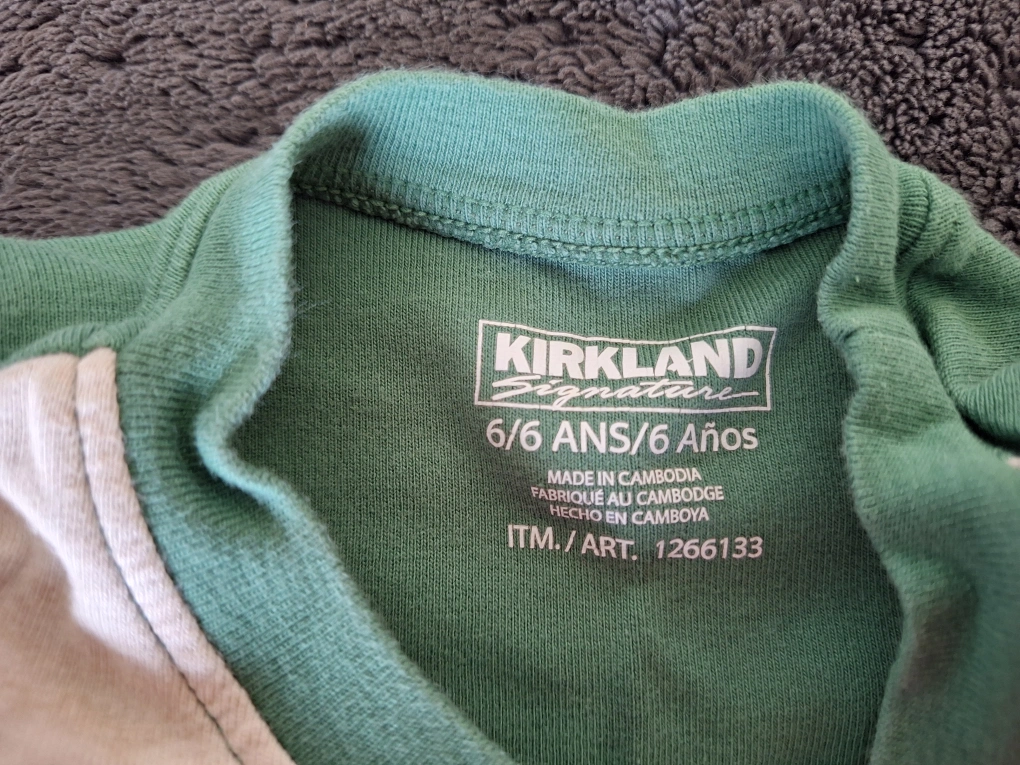 KIRKLAND
Signature
6/6 ANS/6 Años
MADE IN CAMBODIA
FABRIQUÉ AU CAMBODGE
HECHO EN CAMBOYA
ITM. / ART. 1266133